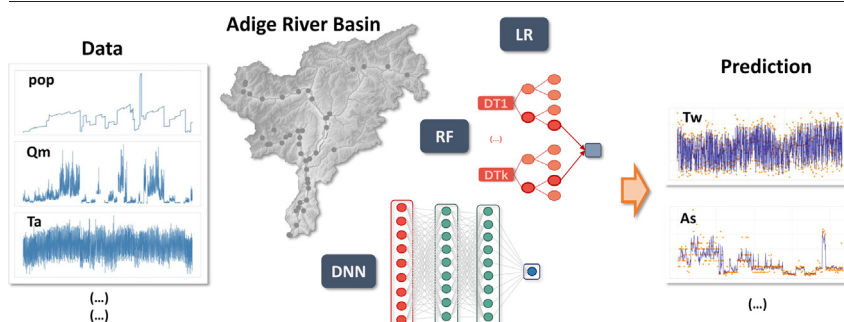 Data
pop
Qm
Ta
(...)
(...)
Adige River Basin
LR
RF
DT1
(...)
DTk
DNN
Prediction
Tw
As
(...)